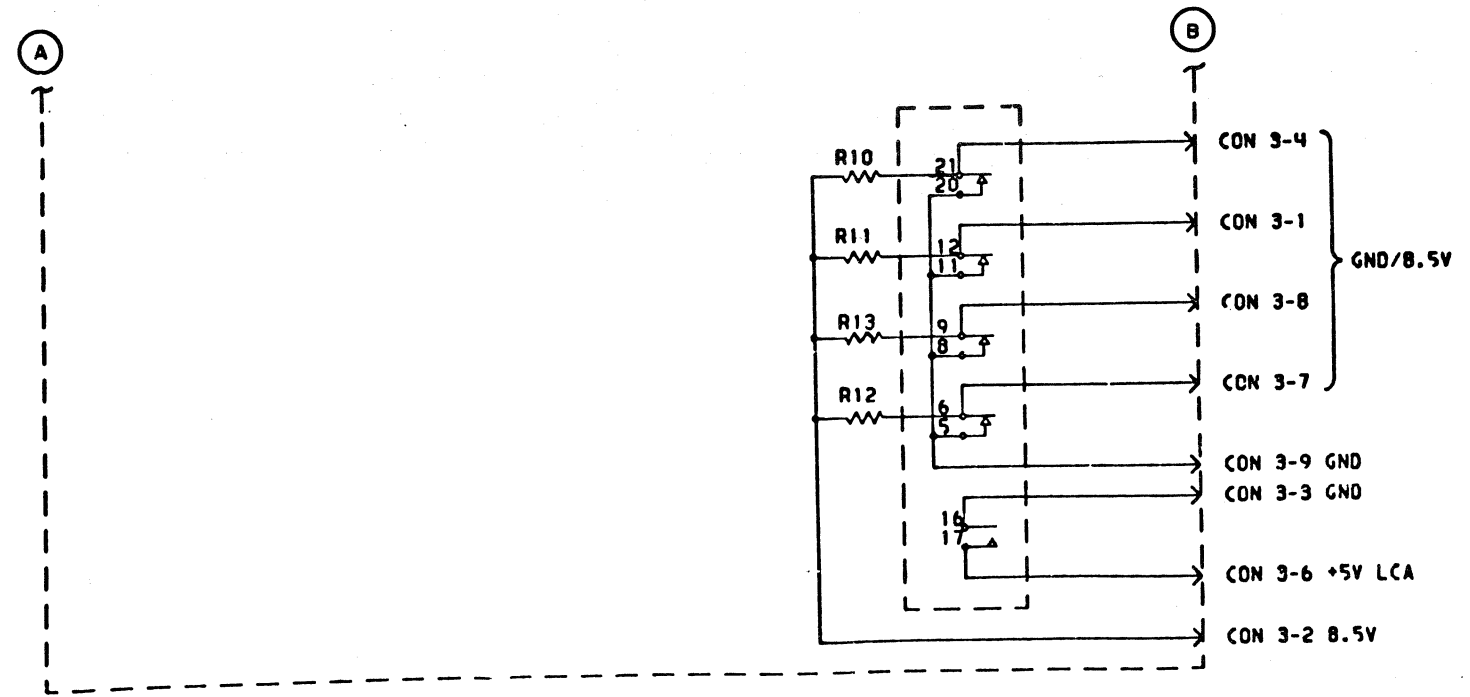 A
B
CON 3-4
R10
21
20
CON 3-1
R11
12
11
GND/8.5V
CON 3-8
R13
9
8
CON 3-7
R12
6
5
CON 3-9 GND
CON 3-3 GND
16
17
CON 3-6 +5V LCA
CON 3-2 8.5V